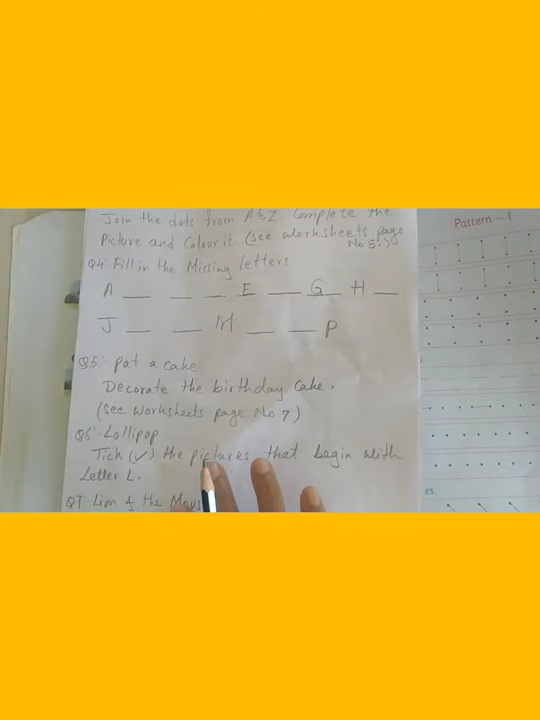 Join the dots from A to Z. Complete the
Picture and Colour it. (see worksheets page
No 5.)
Q4: Fill in the Missing letters
A __ __ __ E __ G __ H __
J __ __ M __ __ P
Q5:- Pat a cake
Decorate the birthday cake.
(see worksheets page No 7)
Q6:- Lollipop
Tick (✓) the pictures that begin with
Letter L.
Q7:- Lion & the Mous
Pattern - 1
es.